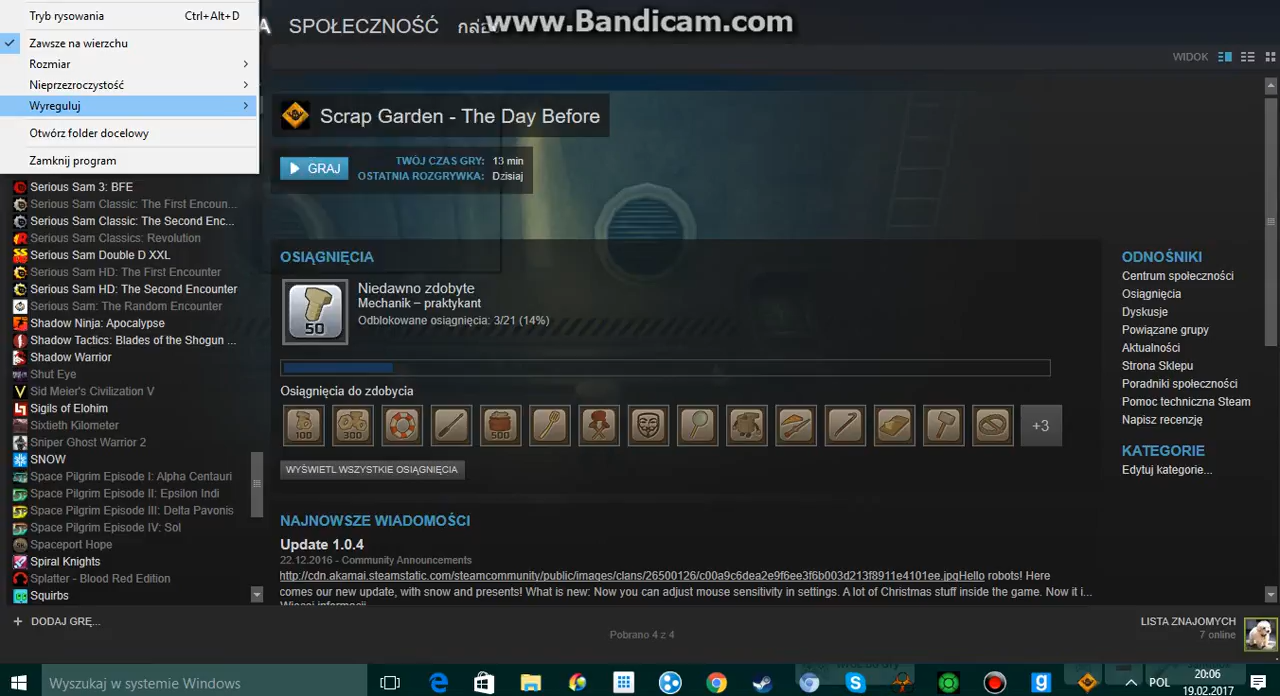 Tryb rysowania Ctrl+Alt+D
Zawsze na wierzchu
Rozmiar
Nieprzezroczystość
Wyreguluj
Otwórz folder docelowy
Zamknij program
A SPOŁECZNOŚĆ
www.Bandicam.com
WIDOK
Scrap Garden - The Day Before
GRAJ
TWÓJ CZAS GRY: 13 min
OSTATNIA ROZGRYWKA: Dzisiaj
Serious Sam 3: BFE
Serious Sam Classic: The First Encoun...
Serious Sam Classic: The Second Enc...
Serious Sam Classics: Revolution
Serious Sam Double D XXL
Serious Sam HD: The First Encounter
Serious Sam HD: The Second Encounter
Serious Sam: The Random Encounter
Shadow Ninja: Apocalypse
Shadow Tactics: Blades of the Shogun ...
Shadow Warrior
Shut Eye
Sid Meier's Civilization V
Sigils of Elohim
Sixtieth Kilometer
Sniper Ghost Warrior 2
SNOW
Space Pilgrim Episode I: Alpha Centauri
Space Pilgrim Episode II: Epsilon Indi
Space Pilgrim Episode III: Delta Pavonis
Space Pilgrim Episode IV: Sol
Spaceport Hope
Spiral Knights
Splatter - Blood Red Edition
Squirbs
OSIĄGNIĘCIA
50
Niedawno zdobyte
Mechanik – praktykant
Odblokowane osiągnięcia: 3/21 (14%)
Osiągnięcia do zdobycia
100 300 500 +3
WYŚWIETL WSZYSTKIE OSIĄGNIĘCIA
NAJNOWSZE WIADOMOŚCI
Update 1.0.4
22.12.2016 - Community Announcements
http://cdn.akamai.steamstatic.com/steamcommunity/public/images/clans/26500126/c00a9c6dea2e9f6ee3f6b003d213f8911e4101ee.jpgHello robots! Here
comes our new update, with snow and presents! What is new: Now you can adjust mouse sensitivity in settings. A lot of Christmas stuff inside the game. Now it i...
Więcej informacji
ODNOŚNIKI
Centrum społeczności
Osiągnięcia
Dyskusje
Powiązane grupy
Aktualności
Strona Sklepu
Poradniki społeczności
Pomoc techniczna Steam
Napisz recenzję
KATEGORIE
Edytuj kategorie...
+ DODAJ GRĘ...
Pobrano 4 z 4
LISTA ZNAJOMYCH
7 online
Wyszukaj w systemie Windows
POL
20:06
19.02.2017